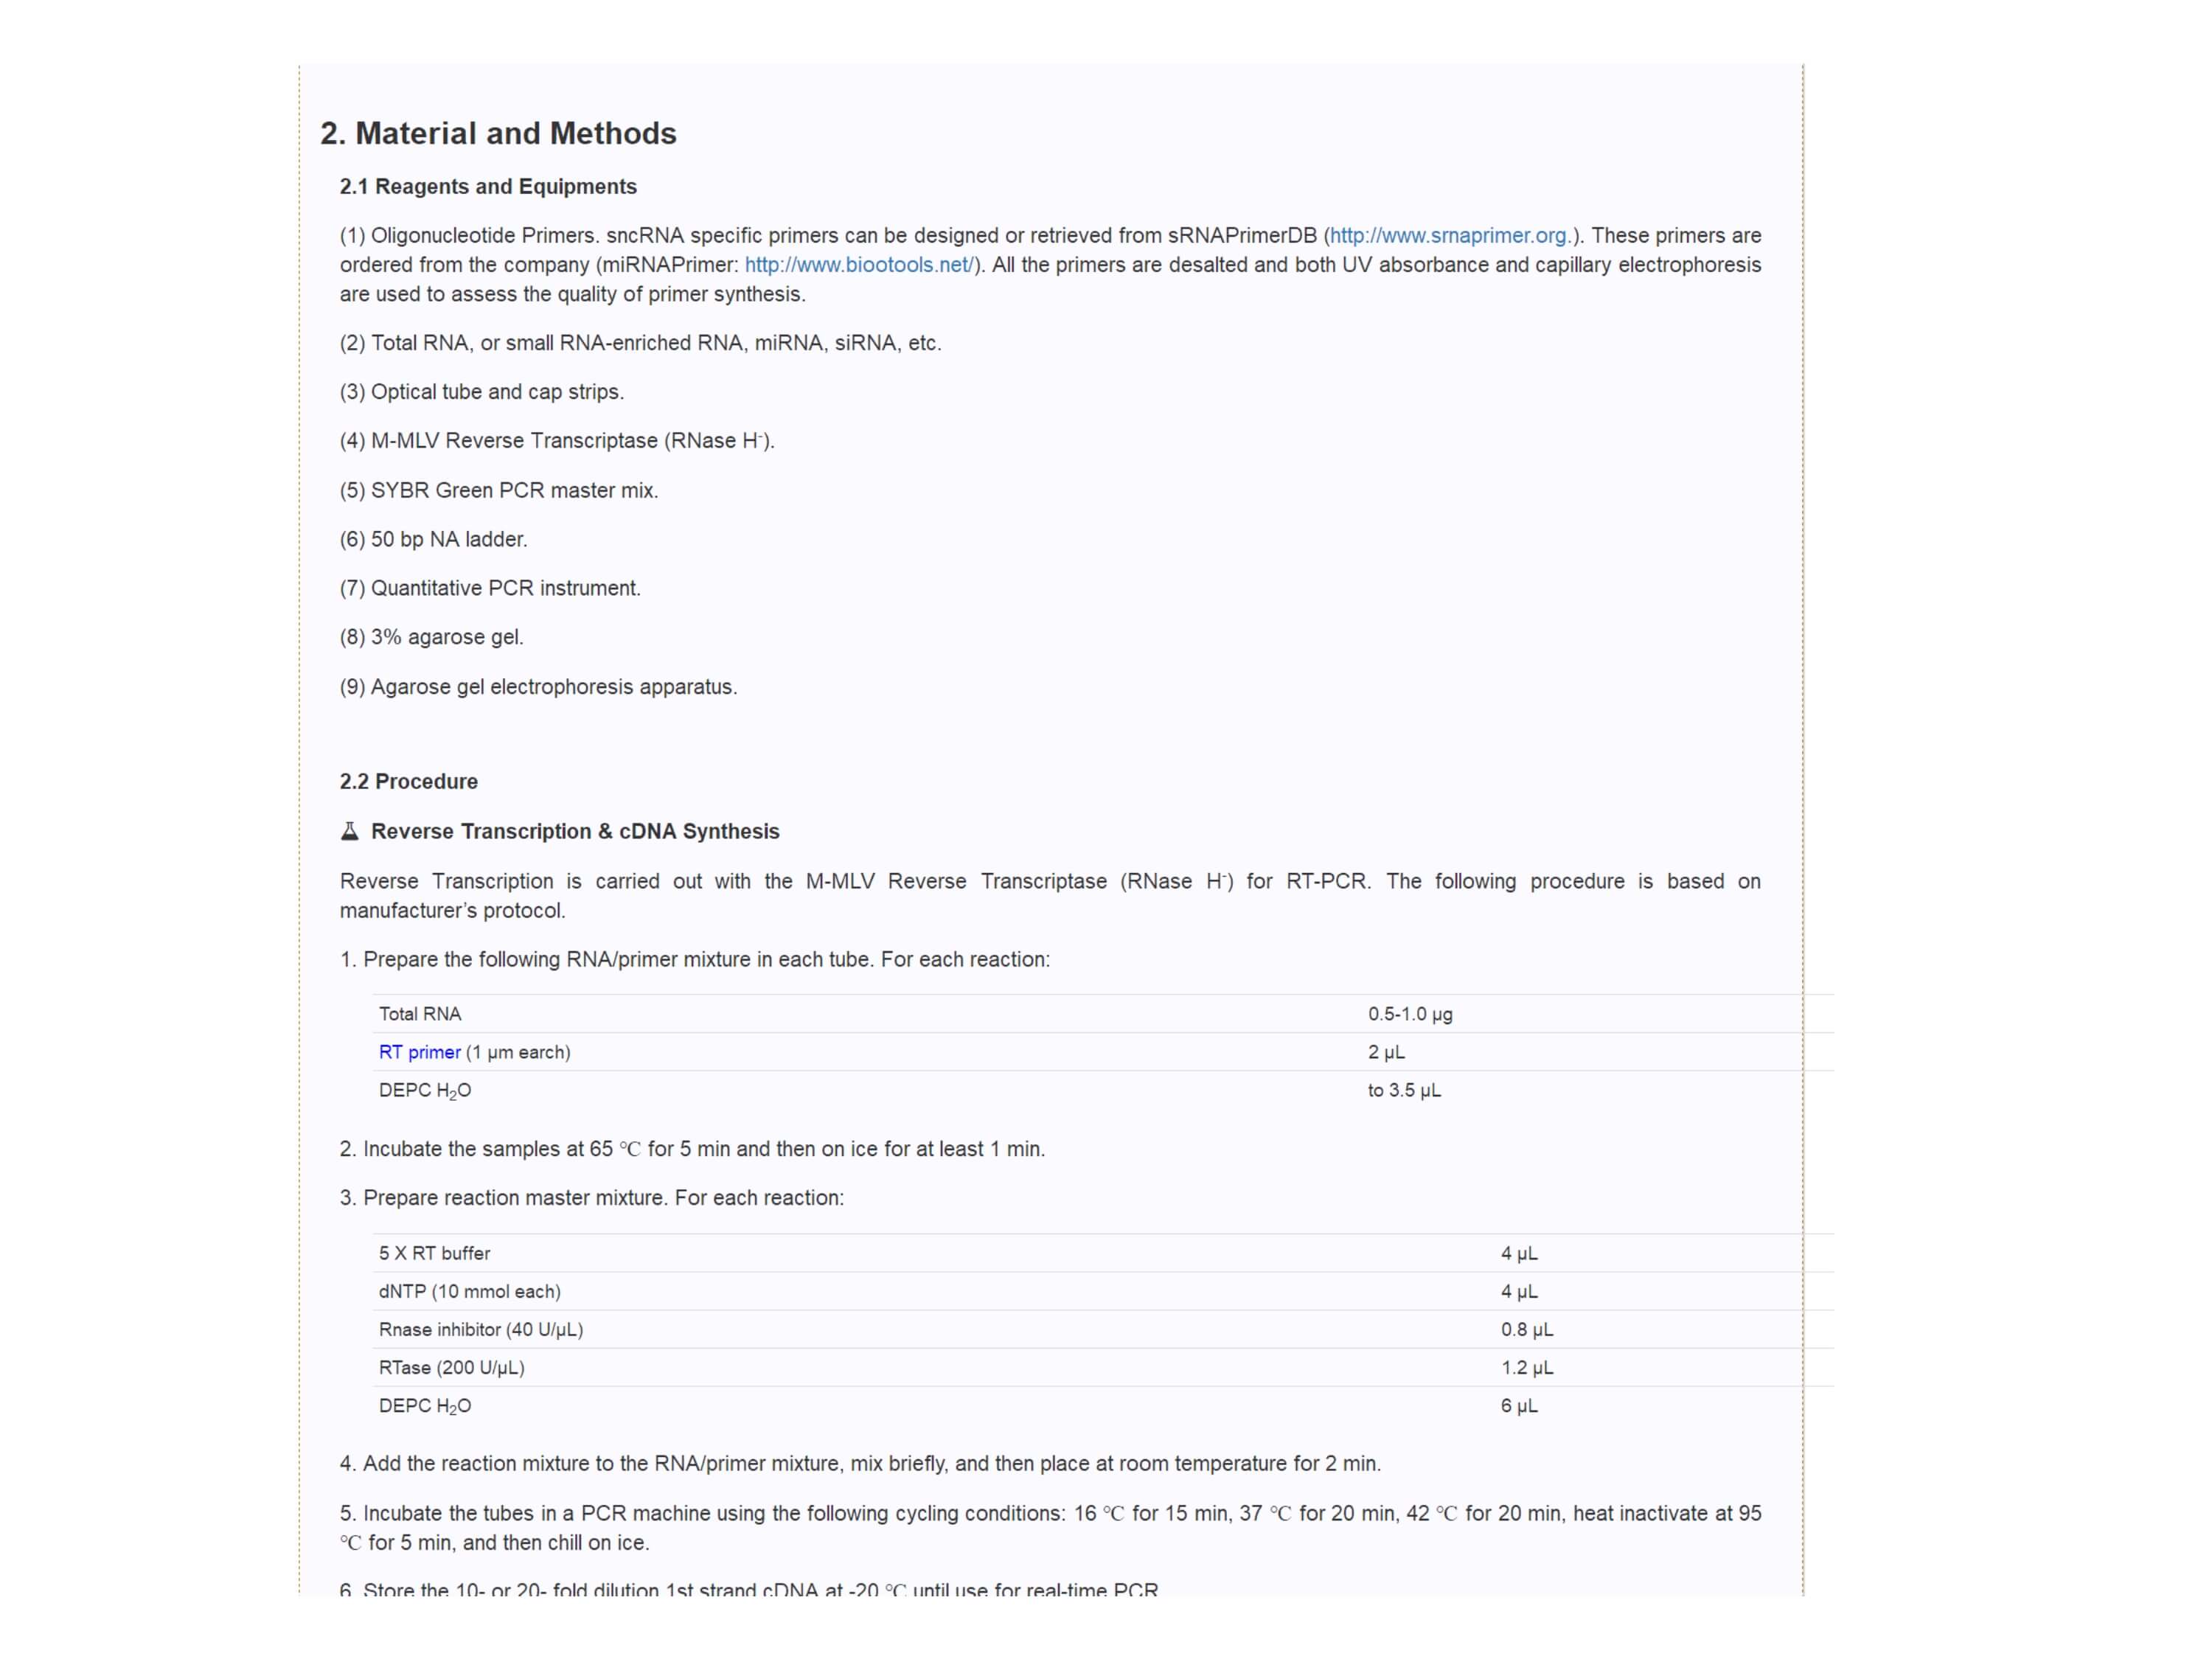 2. Material and Methods
2.1 Reagents and Equipments
(1) Oligonucleotide Primers. sncRNA specific primers can be designed or retrieved from sRNAPrimerDB (http://www.srnaprimer.org.). These primers are
ordered from the company (miRNAPrimer: http://www.biootools.net/). All the primers are desalted and both UV absorbance and capillary electrophoresis
are used to assess the quality of primer synthesis.
(2) Total RNA, or small RNA-enriched RNA, miRNA, siRNA, etc.
(3) Optical tube and cap strips.
(4) M-MLV Reverse Transcriptase (RNase H⁻).
(5) SYBR Green PCR master mix.
(6) 50 bp NA ladder.
(7) Quantitative PCR instrument.
(8) 3% agarose gel.
(9) Agarose gel electrophoresis apparatus.
2.2 Procedure
Reverse Transcription & cDNA Synthesis
Reverse Transcription is carried out with the M-MLV Reverse Transcriptase (RNase H⁻) for RT-PCR. The following procedure is based on
manufacturer’s protocol.
1. Prepare the following RNA/primer mixture in each tube. For each reaction:
Total RNA 0.5-1.0 μg
RT primer (1 μm earch) 2 μL
DEPC H₂O to 3.5 μL
2. Incubate the samples at 65 ℃ for 5 min and then on ice for at least 1 min.
3. Prepare reaction master mixture. For each reaction:
5 X RT buffer 4 μL
dNTP (10 mmol each) 4 μL
Rnase inhibitor (40 U/μL) 0.8 μL
RTase (200 U/μL) 1.2 μL
DEPC H₂O 6 μL
4. Add the reaction mixture to the RNA/primer mixture, mix briefly, and then place at room temperature for 2 min.
5. Incubate the tubes in a PCR machine using the following cycling conditions: 16 ℃ for 15 min, 37 ℃ for 20 min, 42 ℃ for 20 min, heat inactivate at 95
℃ for 5 min, and then chill on ice.
6. Store the 10- or 20- fold dilution 1st strand cDNA at -20 ℃ until use for real-time PCR